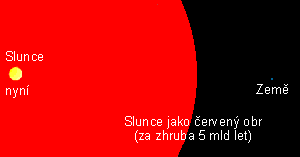 Slunce
nyní
Země
Slunce jako červený obr
(za zhruba 5 mld let)